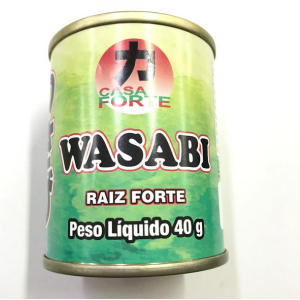 力
CASA
FORTE
WASABI
RAIZ FORTE
Peso Líquido 40 g